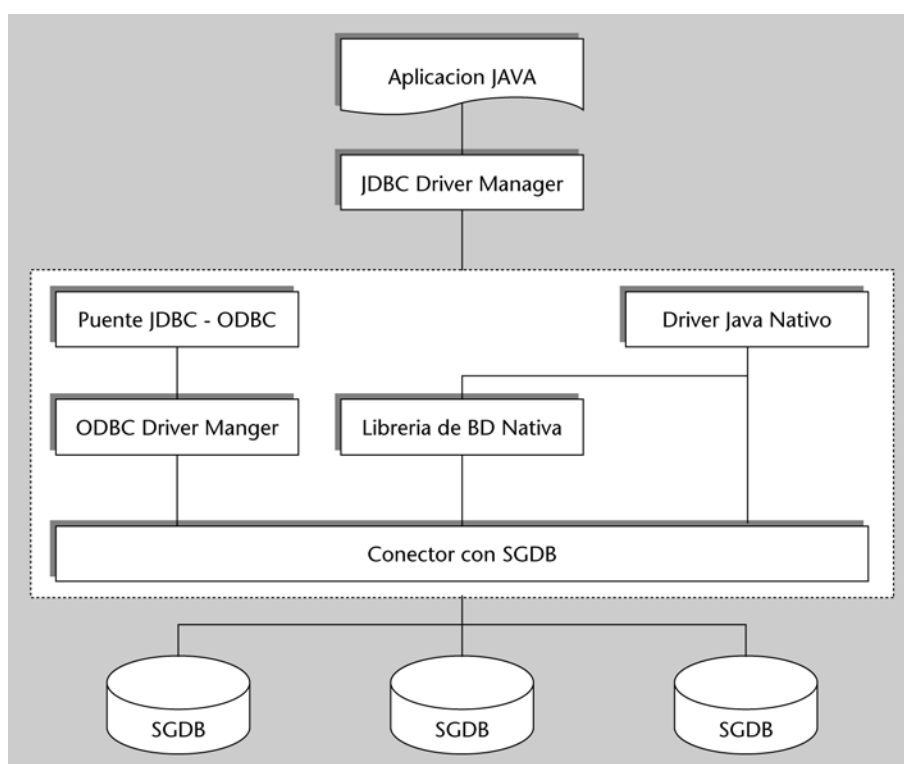 Aplicacion JAVA
JDBC Driver Manager
Puente JDBC - ODBC
Driver Java Nativo
ODBC Driver Manger
Libreria de BD Nativa
Conector con SGDB
SGDB
SGDB
SGDB